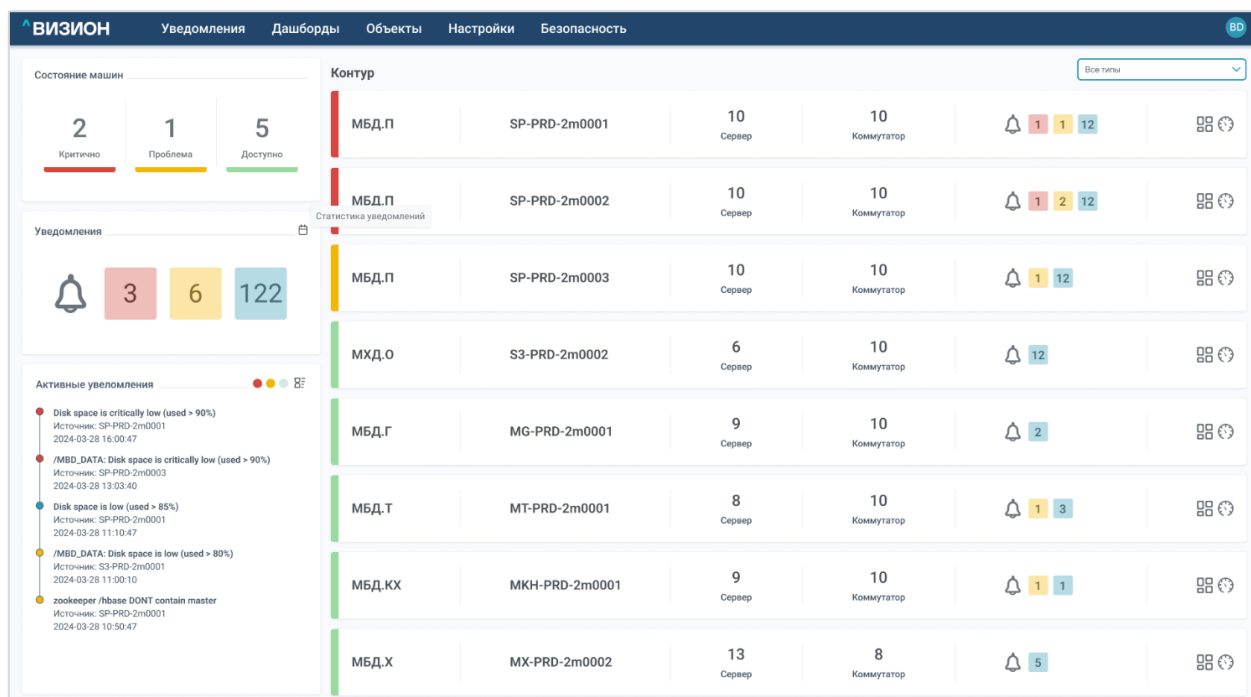 ^ВИЗИОН Уведомления Дашборды Объекты Настройки Безопасность BD
Состояние машин
2 1 5
Критично Проблема Доступно
Статистика уведомлений
Уведомления
3 6 122
Активные увеломления
Disk space is critically low (used > 90%)
Источник: SP-PRD-2m0001
2024-03-28 16:00:47
/MBD_DATA: Disk space is critically low (used > 90%)
Источник: SP-PRD-2m0003
2024-03-28 13:03:40
Disk space is low (used > 85%)
Источник: SP-PRD-2m0001
2024-03-28 11:10:47
/MBD_DATA: Disk space is low (used > 80%)
Источник: S3-PRD-2m0001
2024-03-28 11:00:10
zookeeper /hbase DONT contain master
Источник: SP-PRD-2m0001
2024-03-28 10:50:47
Контур Все типы
МБД.П SP-PRD-2m0001 10 10 1 1 12
Сервер Коммутатор
МБД.П SP-PRD-2m0002 10 10 1 2 12
Сервер Коммутатор
МБД.П SP-PRD-2m0003 10 10 1 12
Сервер Коммутатор
МХД.О S3-PRD-2m0002 6 10 12
Сервер Коммутатор
МБД.Г MG-PRD-2m0001 9 10 2
Сервер Коммутатор
МБД.Т MT-PRD-2m0001 8 10 1 3
Сервер Коммутатор
МБД.КХ MKH-PRD-2m0001 9 10 1 1
Сервер Коммутатор
МБД.Х MX-PRD-2m0002 13 8 5
Сервер Коммутатор